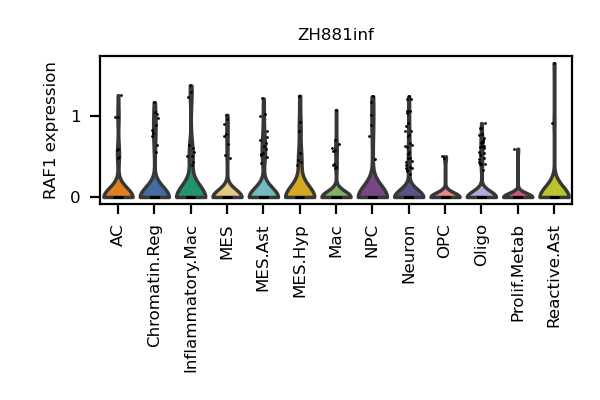 ZH881inf
RAF1 expression
1
0
AC
Chromatin.Reg
Inflammatory.Mac
MES
MES.Ast
MES.Hyp
Mac
NPC
Neuron
OPC
Oligo
Prolif.Metab
Reactive.Ast